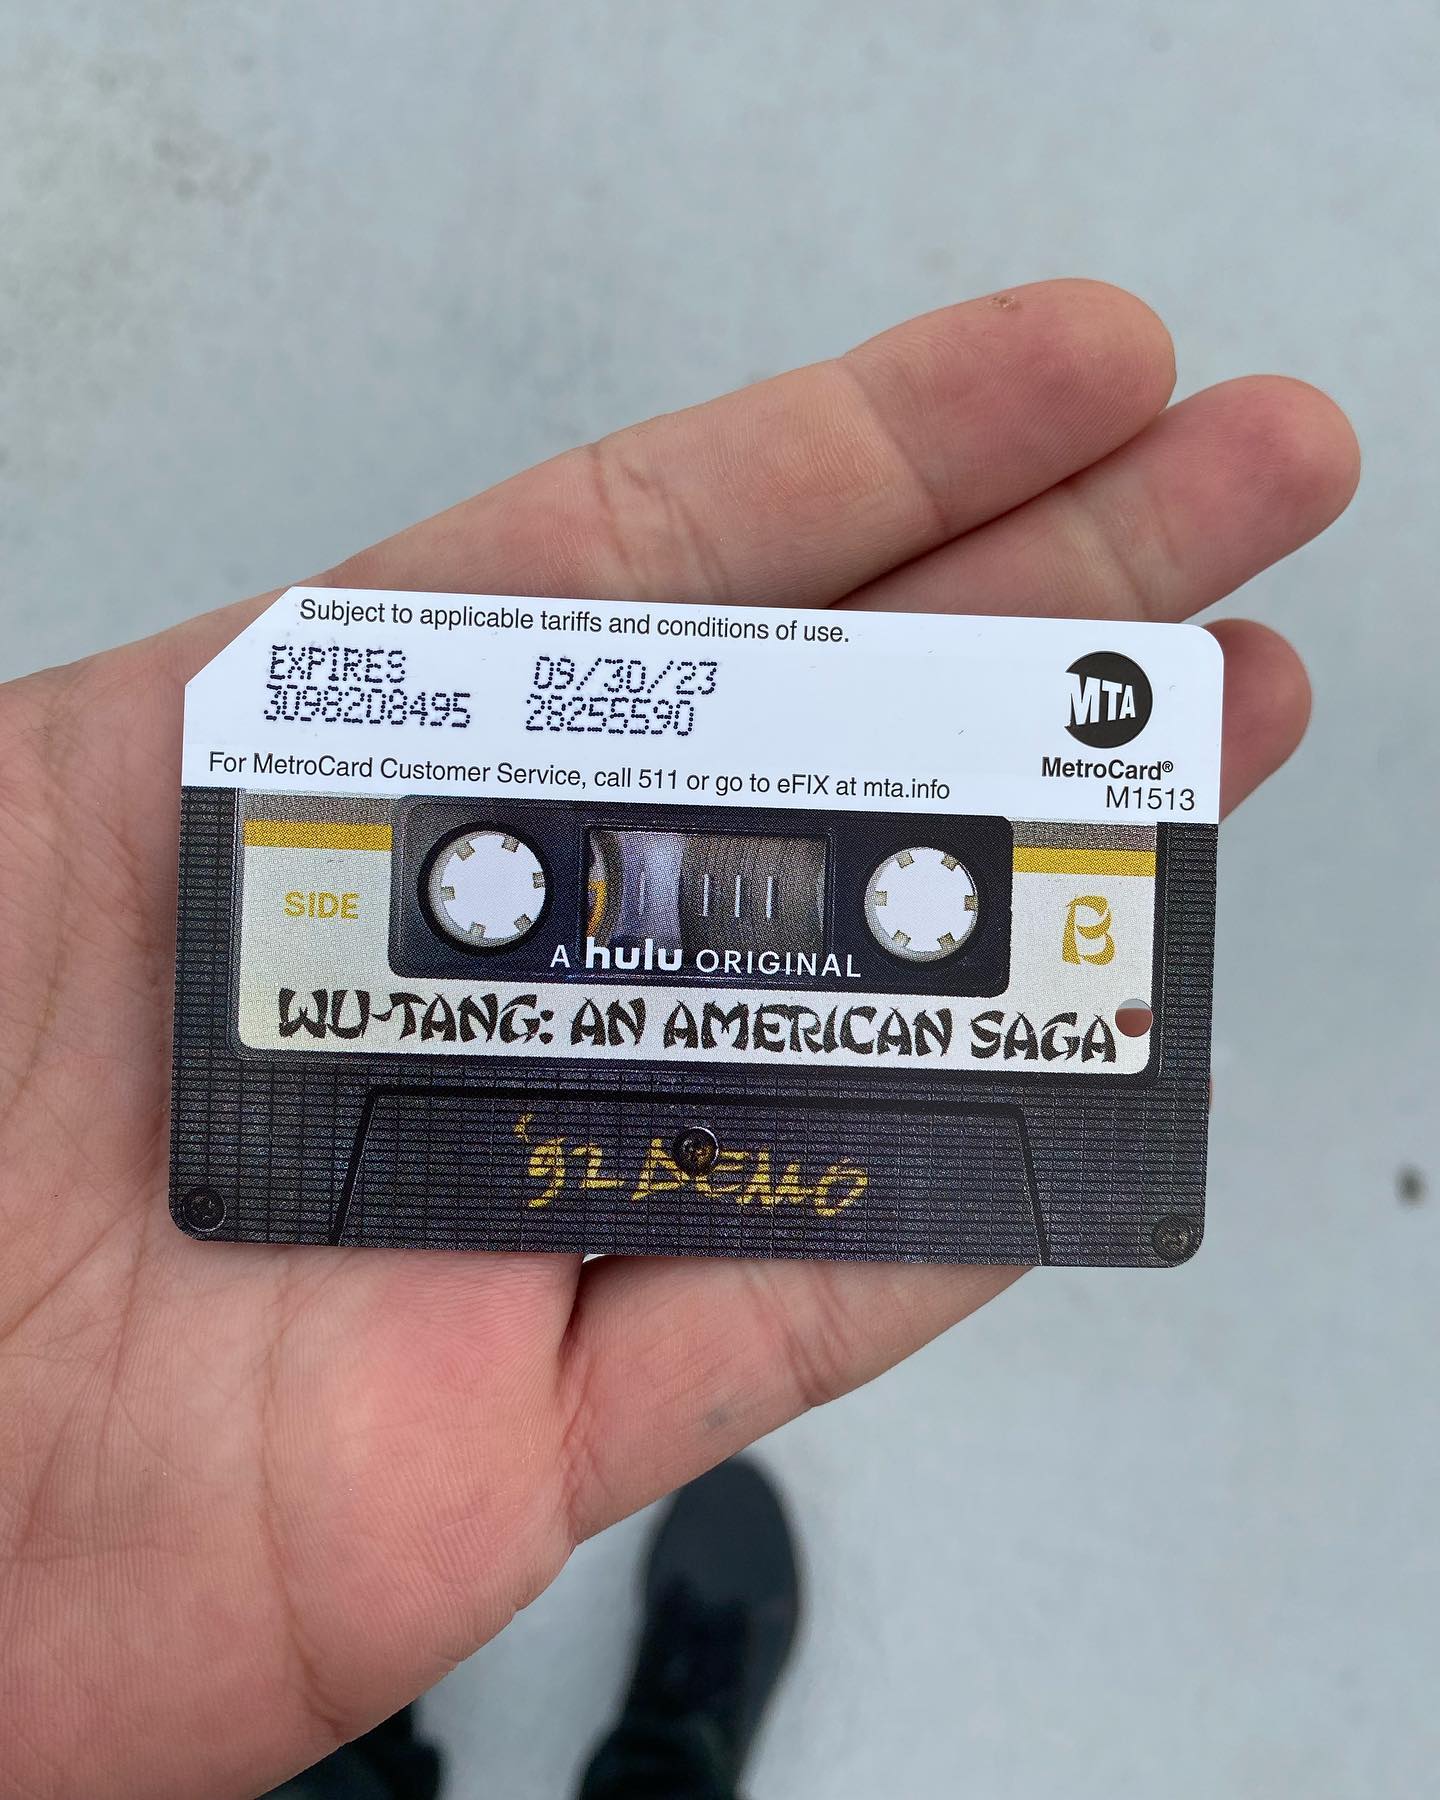 Subject to applicable tariffs and conditions of use.
EXPIRES 08/30/23
3098208495 28255590
MTA
For MetroCard Customer Service, call 511 or go to eFIX at mta.info
MetroCard®
M1513
SIDE B
A hulu ORIGINAL
WU-TANG: AN AMERICAN SAGA
'92 DEMO